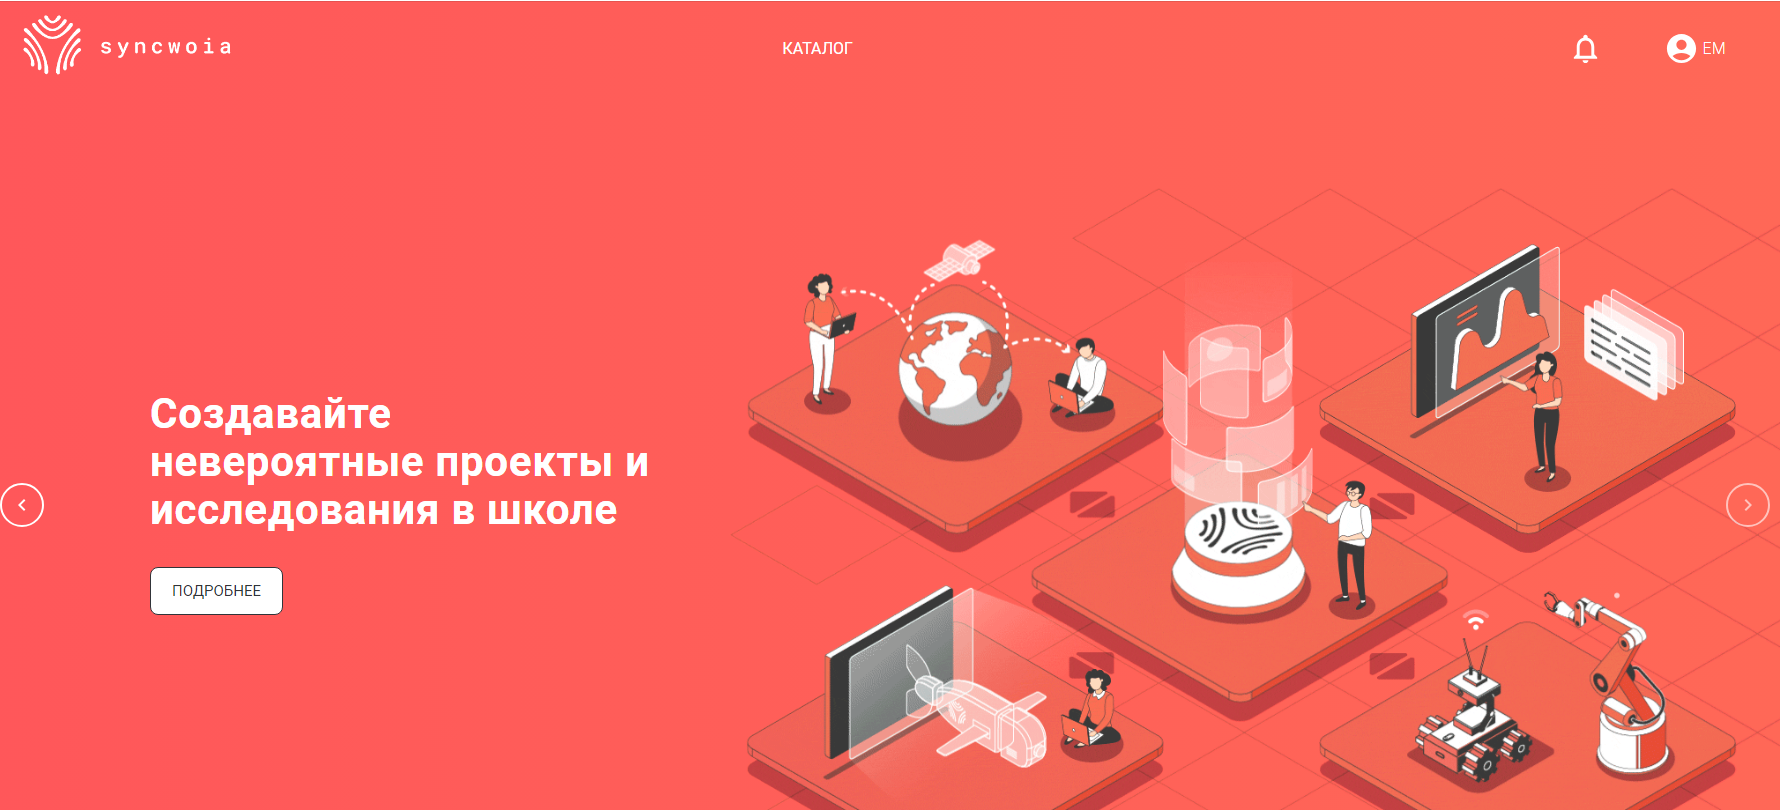 syncwoia
КАТАЛОГ
ЕМ
Создавайте
невероятные проекты и
исследования в школе
ПОДРОБНЕЕ